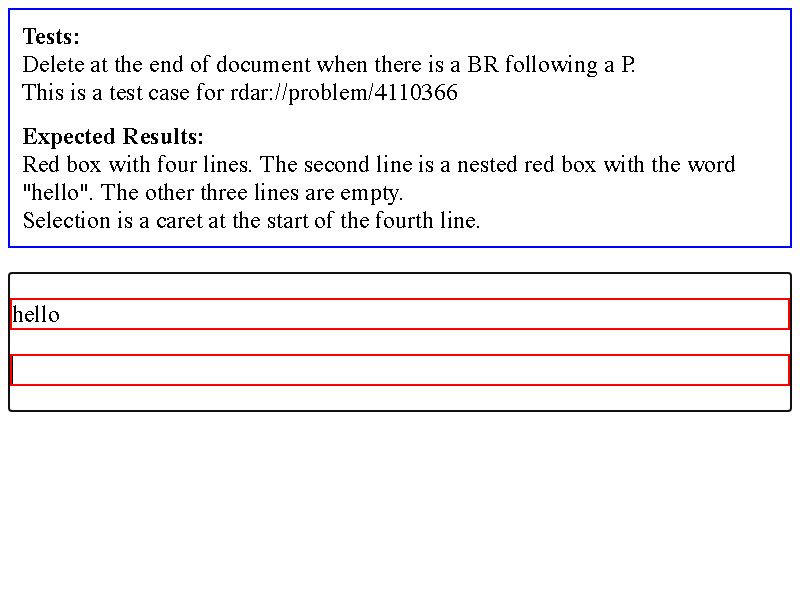 Tests:
Delete at the end of document when there is a BR following a P.
This is a test case for rdar://problem/4110366
Expected Results:
Red box with four lines. The second line is a nested red box with the word
"hello". The other three lines are empty.
Selection is a caret at the start of the fourth line.
hello